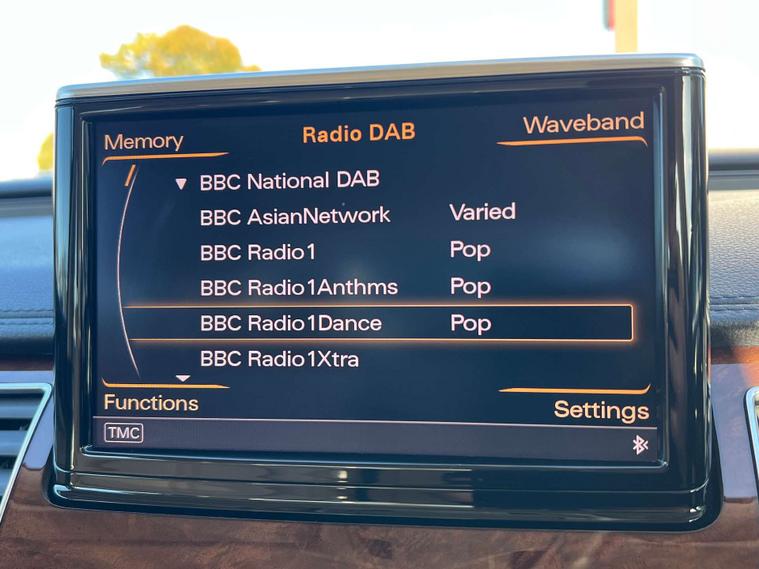 Memory
Radio DAB
Waveband
BBC National DAB
BBC AsianNetwork Varied
BBC Radio1 Pop
BBC Radio1Anthms Pop
BBC Radio1Dance Pop
BBC Radio1Xtra
Functions
Settings
TMC